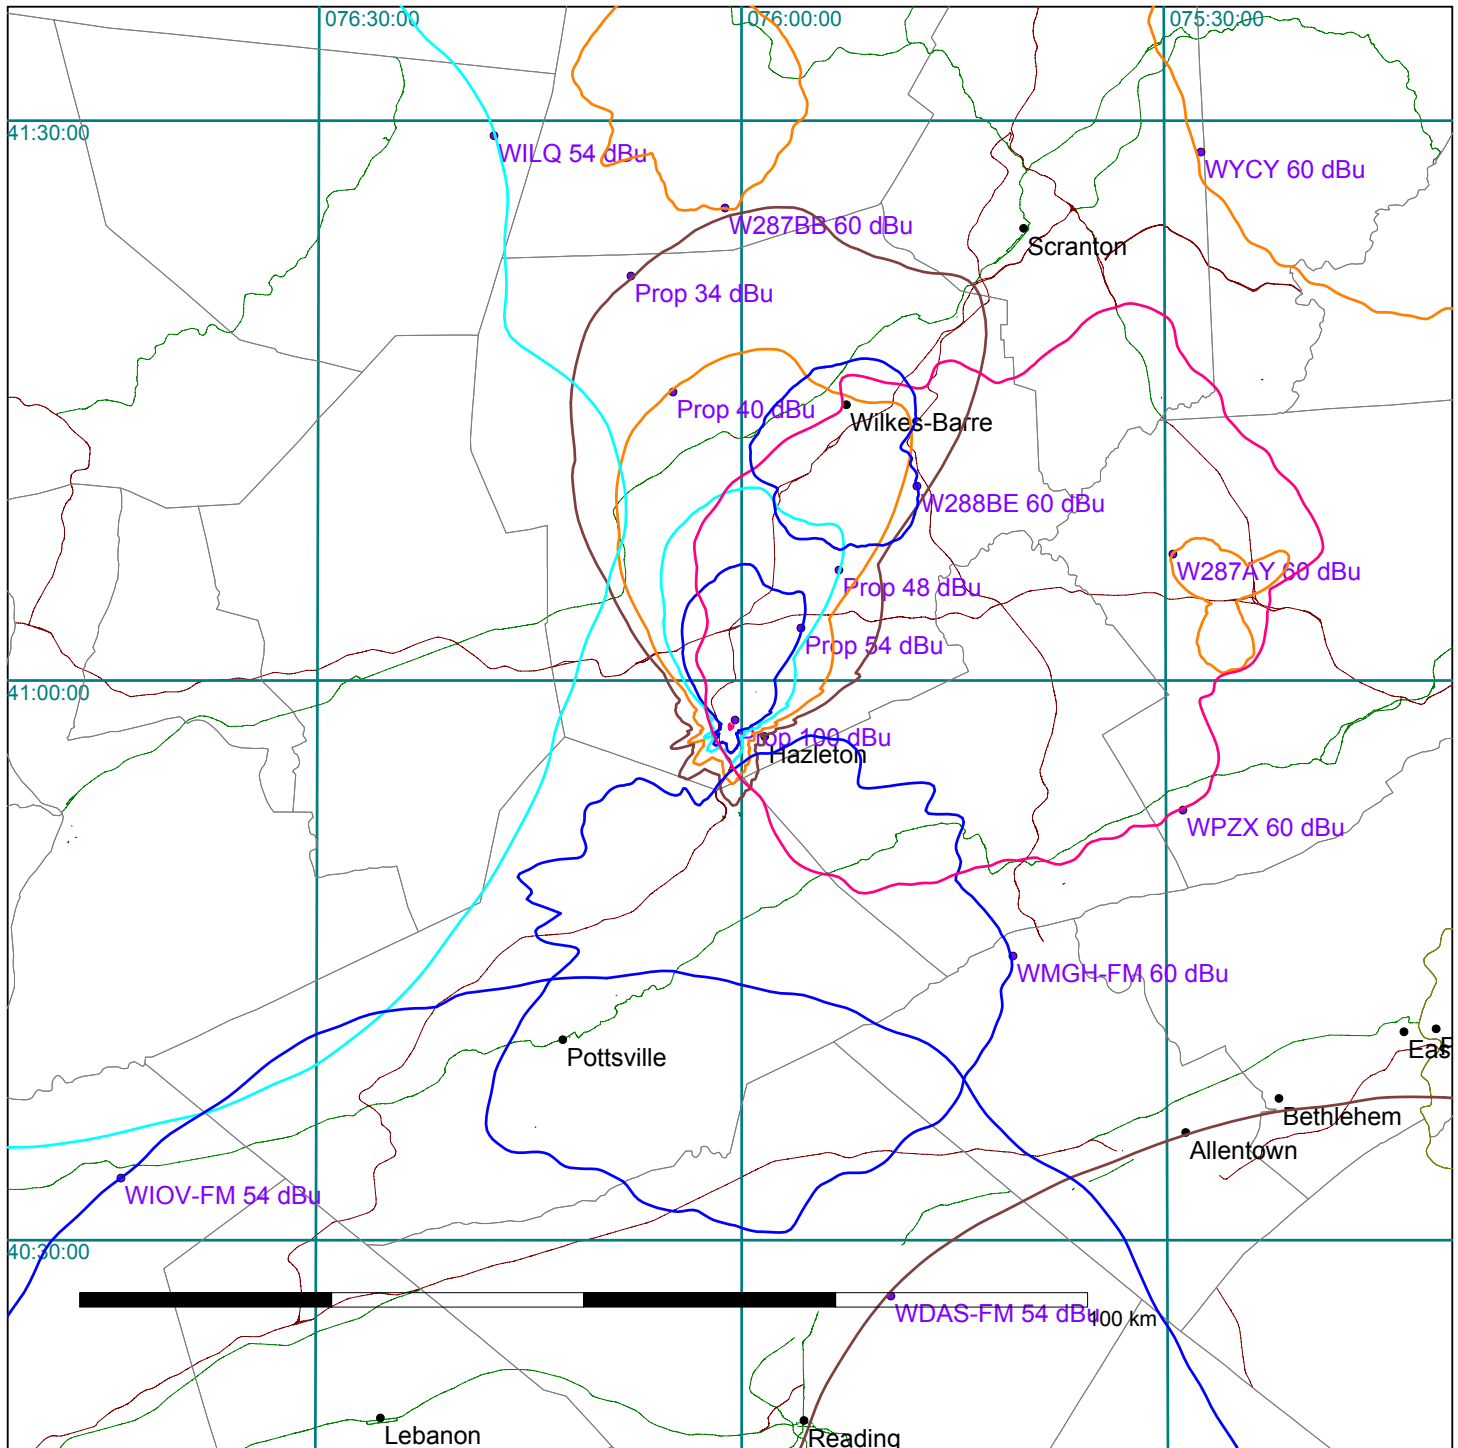 076:30:00
076:00:00
075:30:00
41:30:00
WILQ 54 dBu
WYCY 60 dBu
W287BB 60 dBu
Scranton
Prop 34 dBu
Prop 40 dBu
Wilkes-Barre
W288BE 60 dBu
W287AY 60 dBu
Prop 48 dBu
Prop 54 dBu
41:00:00
Prop 100 dBu
Hazleton
WPZX 60 dBu
WMGH-FM 60 dBu
Pottsville
Eas
Bethlehem
Allentown
WIOV-FM 54 dBu
40:30:00
WDAS-FM 54 dBu
100 km
Lebanon
Reading